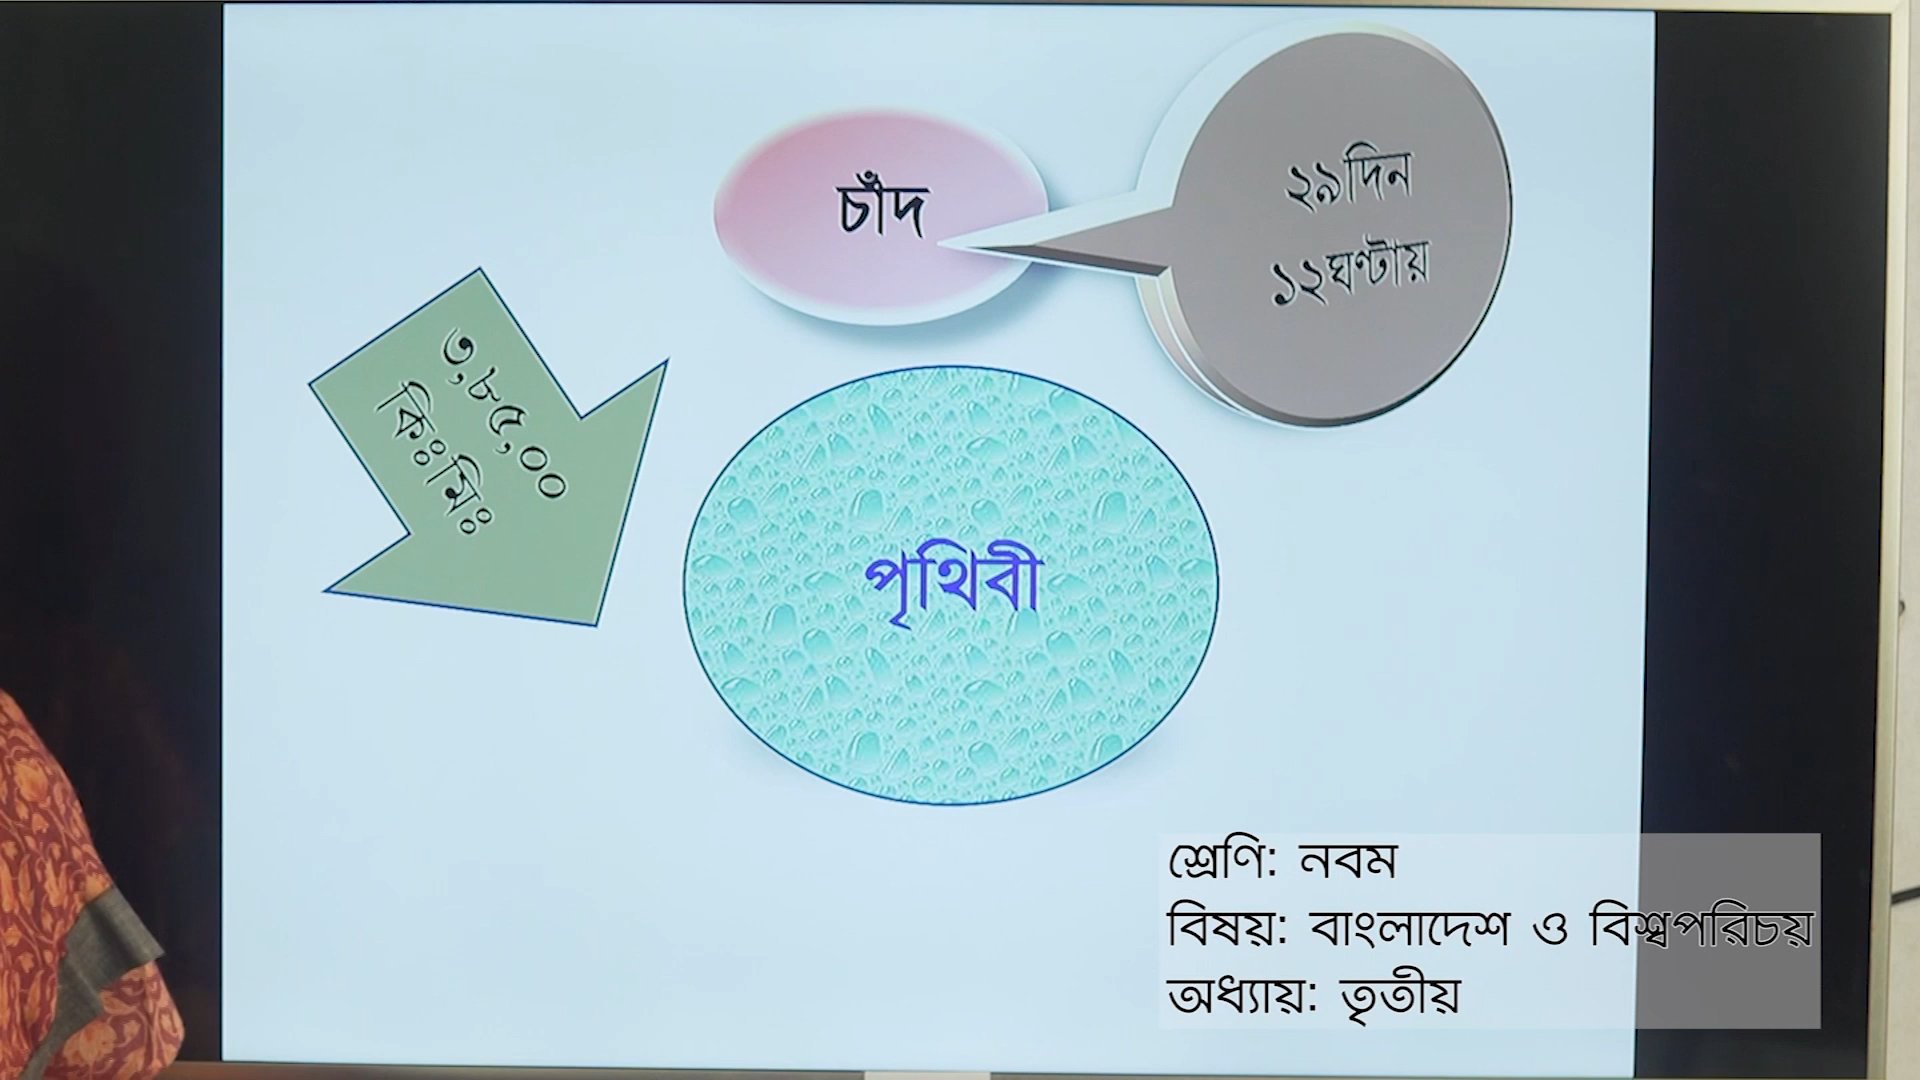 চাঁদ
২৯দিন
১২ঘণ্টায়
৩,৮৫,০০
কিঃমিঃ
পৃথিবী
শ্রেণি: নবম
বিষয়: বাংলাদেশ ও বিশ্বপরিচয়
অধ্যায়: তৃতীয়